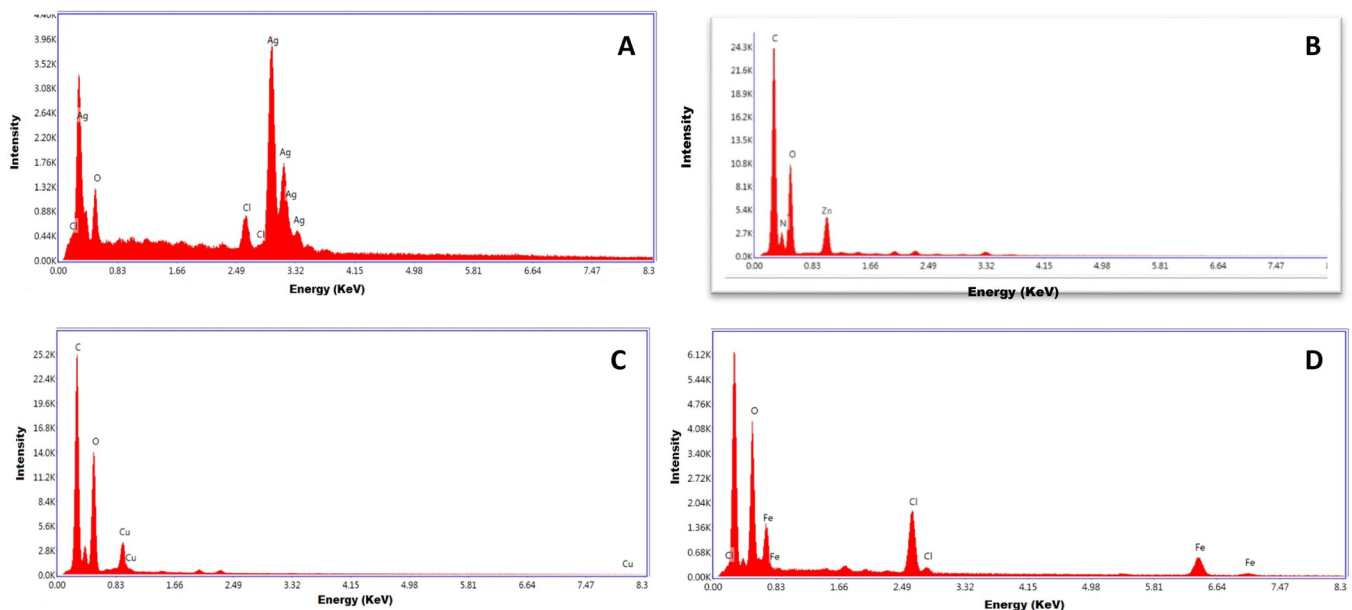 A
4.40K
3.96K
3.52K
3.08K
2.64K
2.20K
1.76K
1.32K
0.88K
0.44K
0.00K
Intensity
Ag
Ag
O
Cl
Cl
Cl
Ag
Ag
Ag
0.00 0.83 1.66 2.49 3.32 4.15 4.98 5.81 6.64 7.47 8.3
Energy (KeV)
B
24.3K
21.6K
18.9K
16.2K
13.5K
10.8K
8.1K
5.4K
2.7K
0.0K
Intensity
C
O
N
Zn
0.00 0.83 1.66 2.49 3.32 4.15 4.98 5.81 6.64 7.47
Energy (KeV)
C
25.2K
22.4K
19.6K
16.8K
14.0K
11.2K
8.4K
5.6K
2.8K
0.0K
Intensity
C
O
Cu
Cu
Cu
0.00 0.83 1.66 2.49 3.32 4.15 4.98 5.81 6.64 7.47 8.3
Energy (KeV)
D
6.12K
5.44K
4.76K
4.08K
3.40K
2.72K
2.04K
1.36K
0.68K
0.00K
Intensity
O
Cl
Fe
Fe
Cl
Cl
Fe
Fe
0.00 0.83 1.66 2.49 3.32 4.15 4.98 5.81 6.64 7.47 8.3
Energy (KeV)